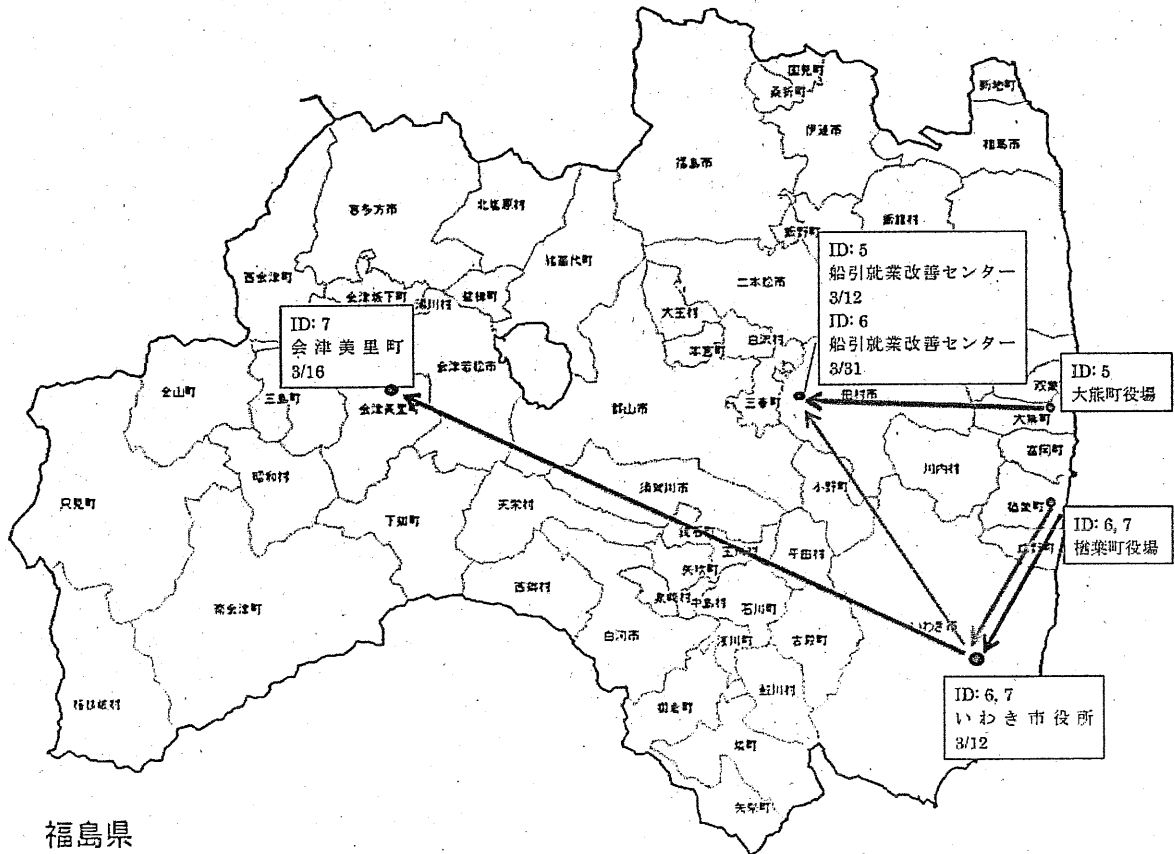 国見町
桑折町
新地町
伊達市
相馬市
福島市
喜多方市
北塩原村
飯舘村
飯野町
猪苗代町
西会津町
二本松市
会津坂下町
湯川村
磐梯町
大玉村
本宮町
白沢村
ID: 5
船引就業改善センター
3/12
ID: 6
船引就業改善センター
3/31
ID: 7
会津美里町
3/16
会津若松市
ID: 5
大熊町役場
双葉
金山町
三島町
会津美里町
郡山市
三春町
田村市
大熊町
富岡町
川内村
昭和村
須賀川市
小野町
只見町
下郷町
天栄村
楢葉町
ID: 6, 7
楢葉町役場
鏡石町
玉川村
平田村
広野町
矢吹町
西郷村
泉崎村
中島村
石川町
南会津町
白河市
浅川町
古殿町
いわき市
鮫川村
ID: 6, 7
いわき市役所
3/12
檜枝岐村
棚倉町
塙町
矢祭町
福島県